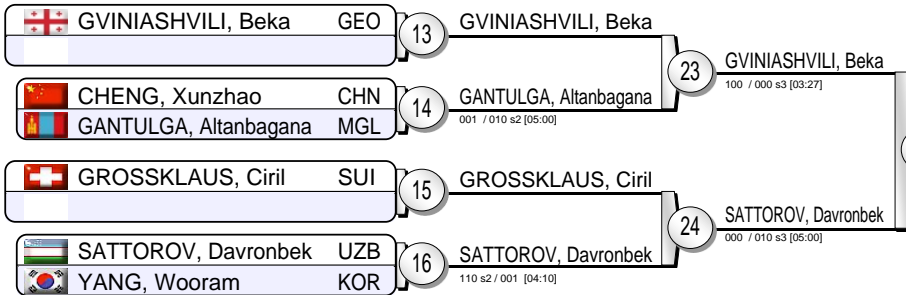 GVINIASHVILI, Beka GEO
13
GVINIASHVILI, Beka
23
GVINIASHVILI, Beka
100 / 000 s3 [03:27]
CHENG, Xunzhao CHN
GANTULGA, Altanbagana MGL
14
GANTULGA, Altanbagana
001 / 010 s2 [05:00]
GROSSKLAUS, Ciril SUI
15
GROSSKLAUS, Ciril
24
SATTOROV, Davronbek
000 / 010 s3 [05:00]
SATTOROV, Davronbek UZB
YANG, Wooram KOR
16
SATTOROV, Davronbek
110 s2 / 001 [04:10]